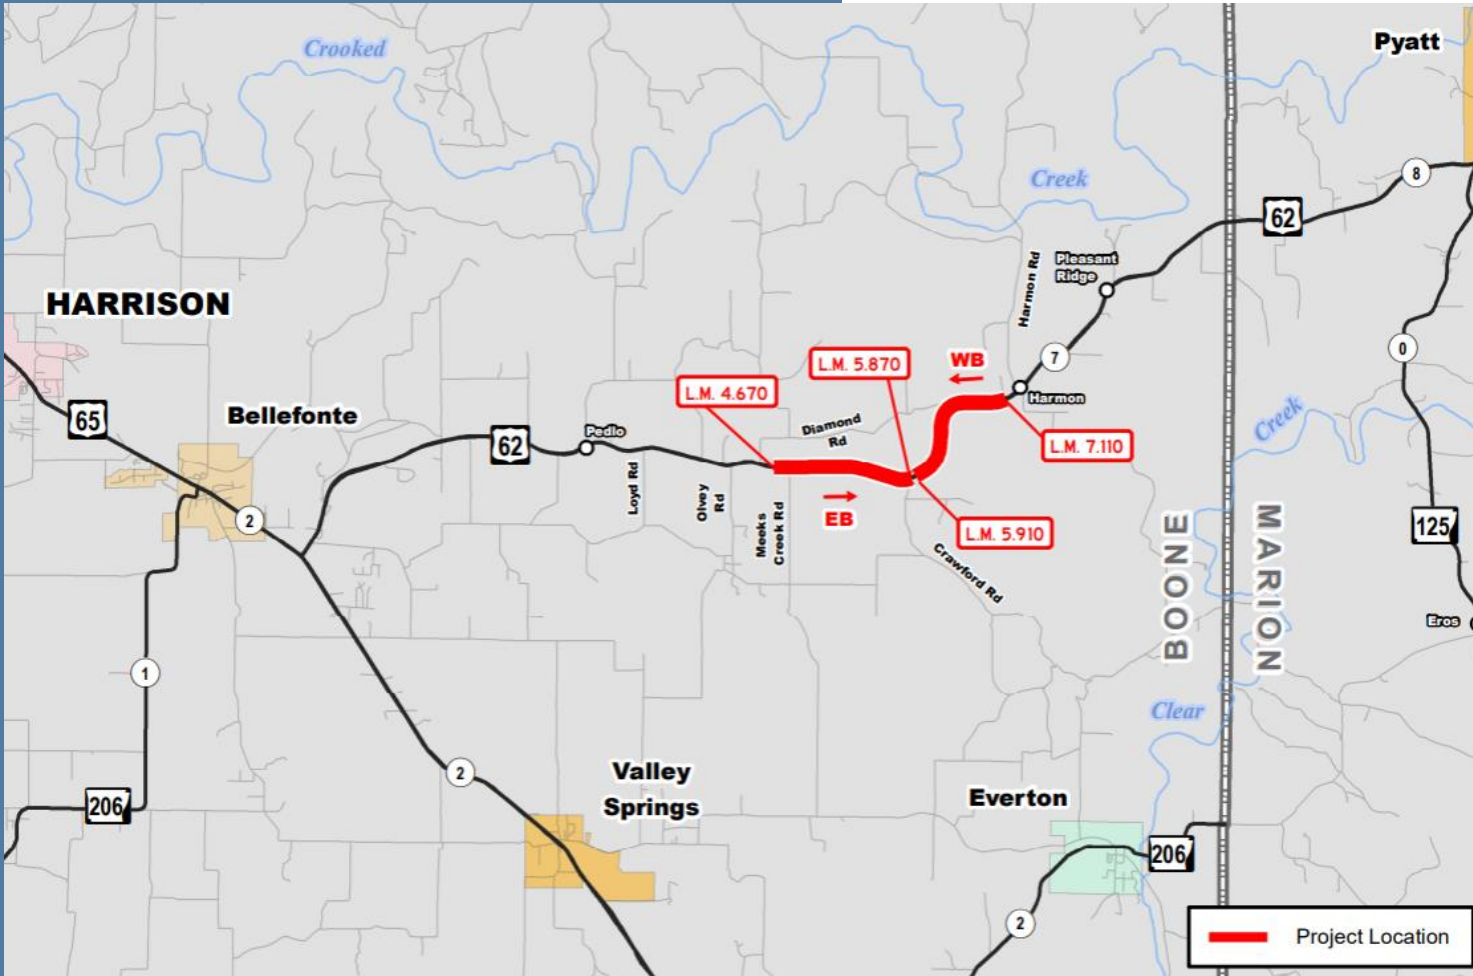 Pyatt
Crooked
8
Creek
62
Harmon Rd
Pleasant
Ridge
HARRISON
0
WB
L.M. 5.870
7
L.M. 4.670
Harmon
65
Bellefonte
Creek
Diamond
Rd
Pedlo
62
L.M. 7.110
Loyd Rd
Olvey
Rd
Meeks
Creek Rd
EB
2
L.M. 5.910
125
Crawford Rd
BOONE
MARION
Eros
1
Clear
2
Valley
Springs
Everton
206
206
2
Project Location